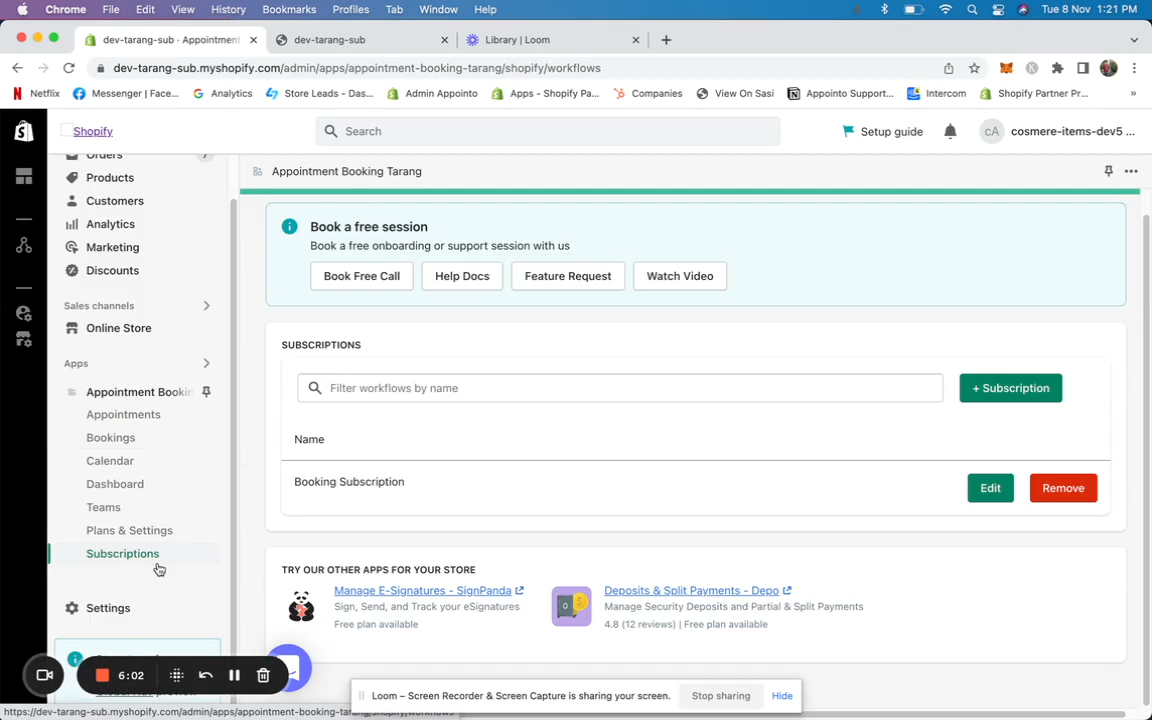 Chrome File Edit View History Bookmarks Profiles Tab Window Help Tue 8 Nov 1:21 PM
dev-tarang-sub · Appointment dev-tarang-sub Library | Loom
dev-tarang-sub.myshopify.com/admin/apps/appointment-booking-tarang/shopify/workflows
Netflix Messenger | Face... Analytics Store Leads - Das... Admin Appointo Apps - Shopify Pa... Companies View On Sasi Appointo Support... Intercom Shopify Partner Pr... »
Shopify Search Setup guide cA cosmere-items-dev5 ...
Orders 7
Products
Customers
Analytics
Marketing
Discounts
Sales channels
Online Store
Apps
Appointment Bookin
Appointments
Bookings
Calendar
Dashboard
Teams
Plans & Settings
Subscriptions
Settings
Appointment Booking Tarang
Book a free session
Book a free onboarding or support session with us
Book Free Call Help Docs Feature Request Watch Video
SUBSCRIPTIONS
Filter workflows by name + Subscription
Name
Booking Subscription Edit Remove
TRY OUR OTHER APPS FOR YOUR STORE
Manage E-Signatures - SignPanda
Sign, Send, and Track your eSignatures
Free plan available
Deposits & Split Payments - Depo
Manage Security Deposits and Partial & Split Payments
4.8 (12 reviews) | Free plan available
6:02
Loom – Screen Recorder & Screen Capture is sharing your screen. Stop sharing Hide
https://dev-tarang-sub.myshopify.com/admin/apps/appointment-booking-tarang/shopify/workflows